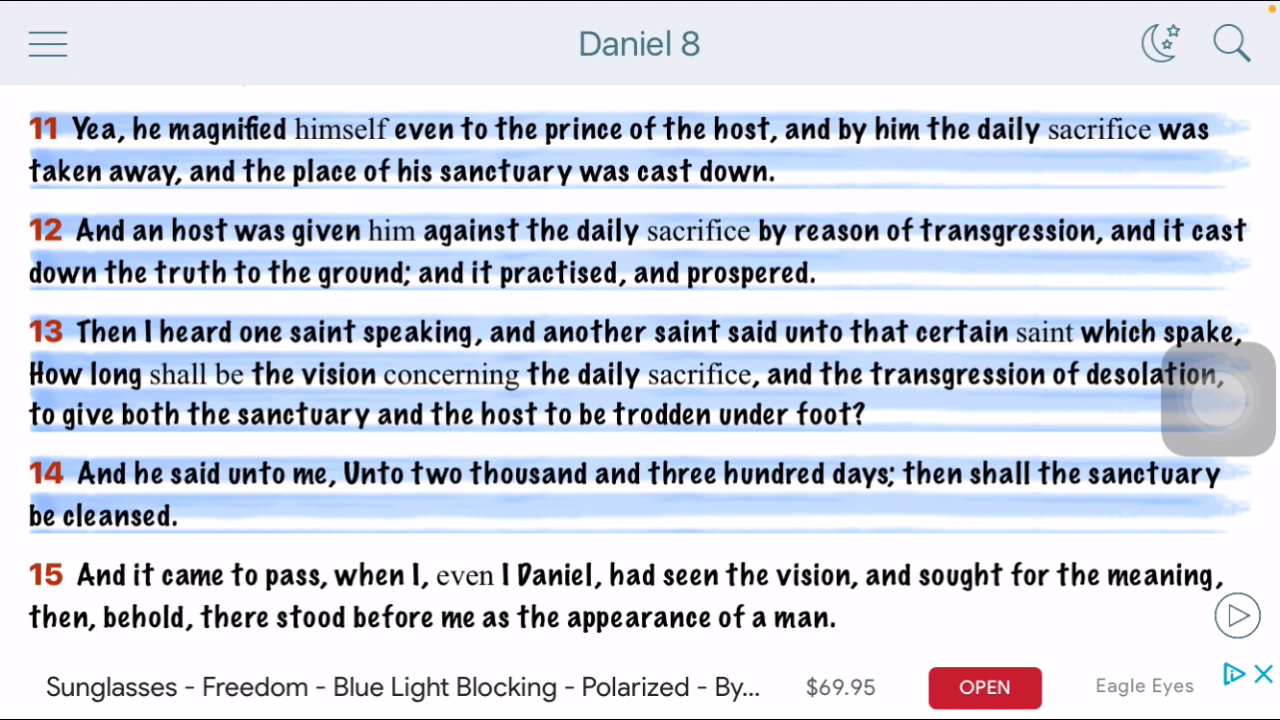 Daniel 8
11 Yea, he magnified himself even to the prince of the host, and by him the daily sacrifice was
taken away, and the place of his sanctuary was cast down.
12 And an host was given him against the daily sacrifice by reason of transgression, and it cast
down the truth to the ground; and it practised, and prospered.
13 Then I heard one saint speaking, and another saint said unto that certain saint which spake,
How long shall be the vision concerning the daily sacrifice, and the transgression of desolation,
to give both the sanctuary and the host to be trodden under foot?
14 And he said unto me, Unto two thousand and three hundred days; then shall the sanctuary
be cleansed.
15 And it came to pass, when I, even I Daniel, had seen the vision, and sought for the meaning,
then, behold, there stood before me as the appearance of a man.
Sunglasses - Freedom - Blue Light Blocking - Polarized - By... $69.95 OPEN Eagle Eyes